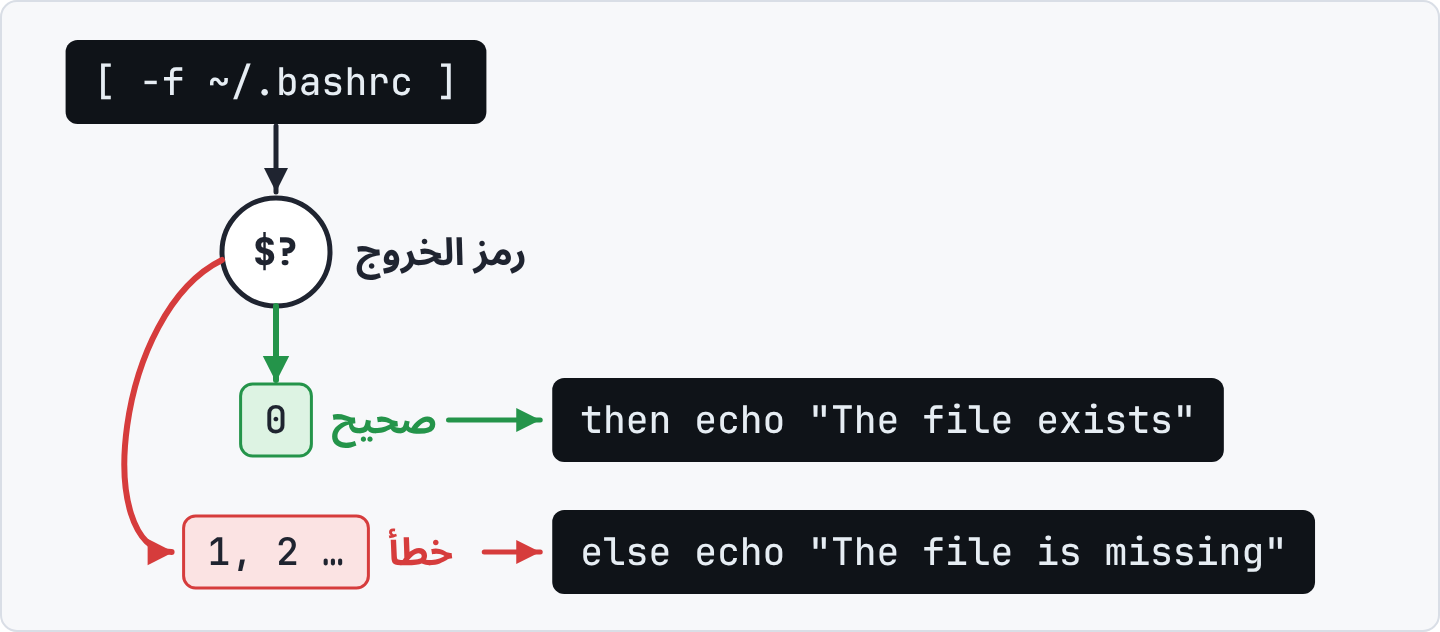 [ -f ~/.bashrc ]
$?
رمز الخروج
0
صحيح
then echo "The file exists"
1, 2 …
خطأ
else echo "The file is missing"